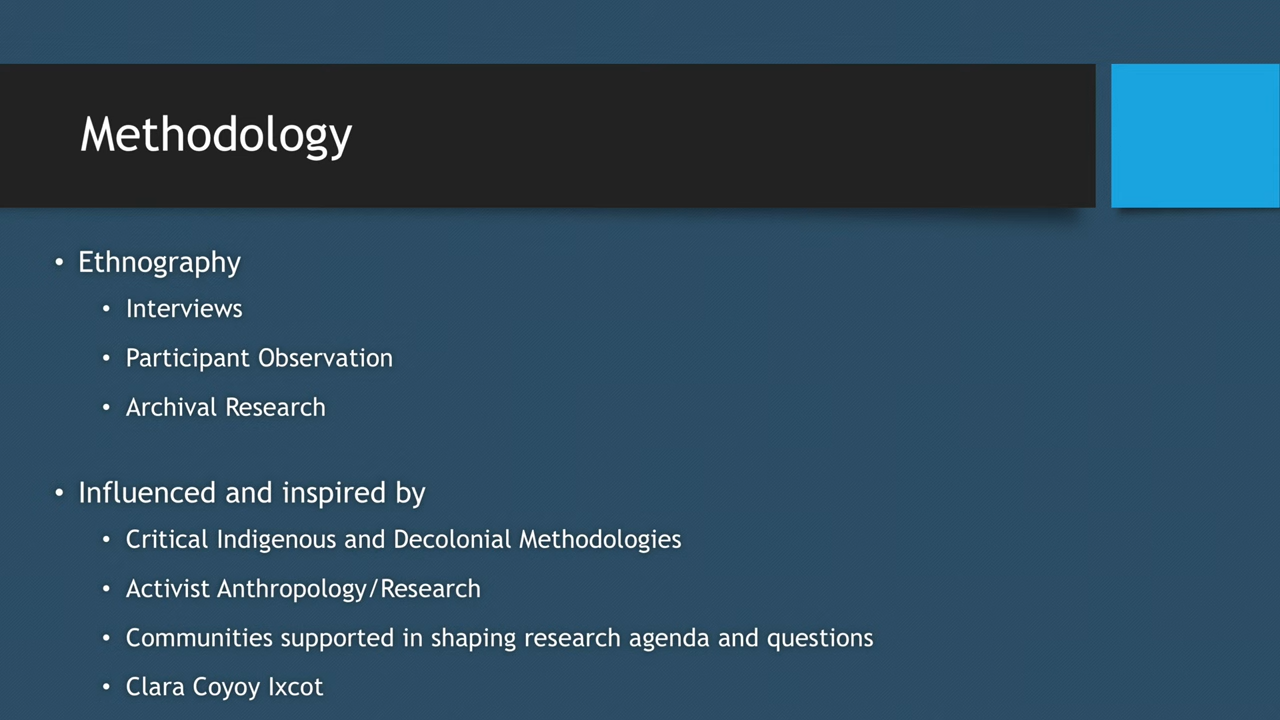 Methodology
• Ethnography
• Interviews
• Participant Observation
• Archival Research
• Influenced and inspired by
• Critical Indigenous and Decolonial Methodologies
• Activist Anthropology/Research
• Communities supported in shaping research agenda and questions
• Clara Coyoy Ixcot